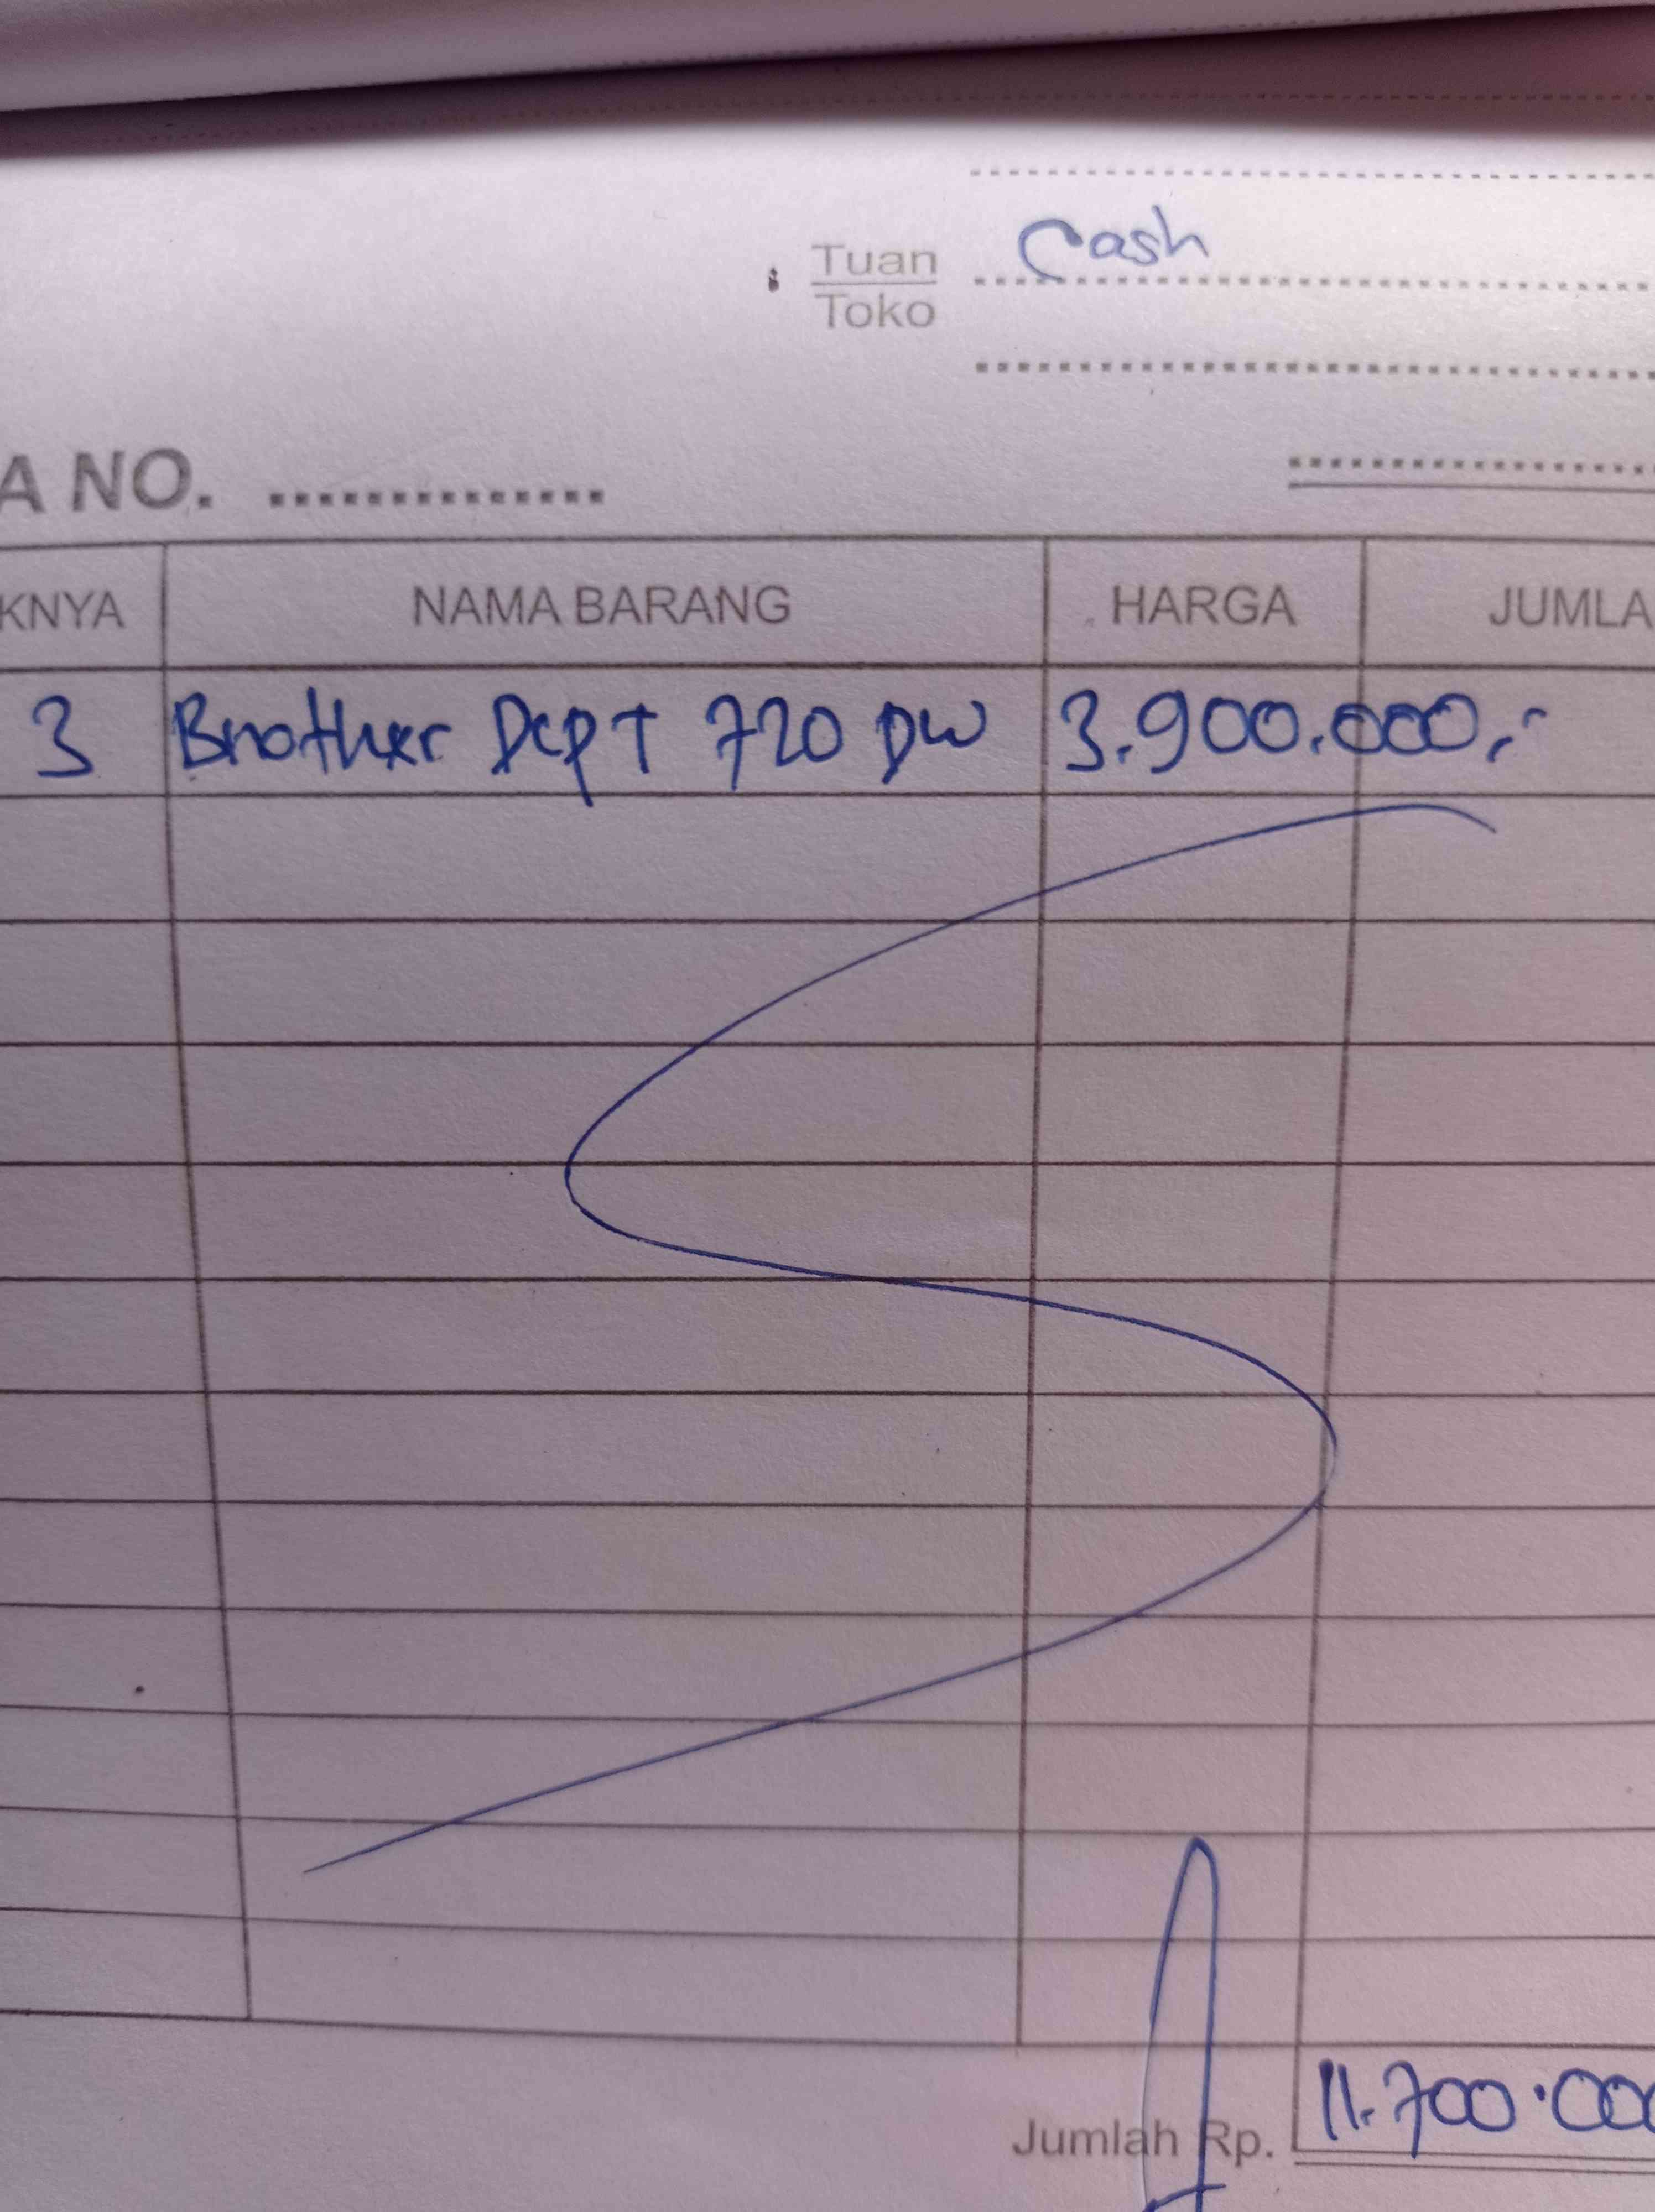 Cash
Tuan
Toko
A NO. ..............
KNYA NAMA BARANG HARGA JUMLA
3 Brother Dcp T 720 DW 3.900.000,-
Jumlah Rp. 11.700.000